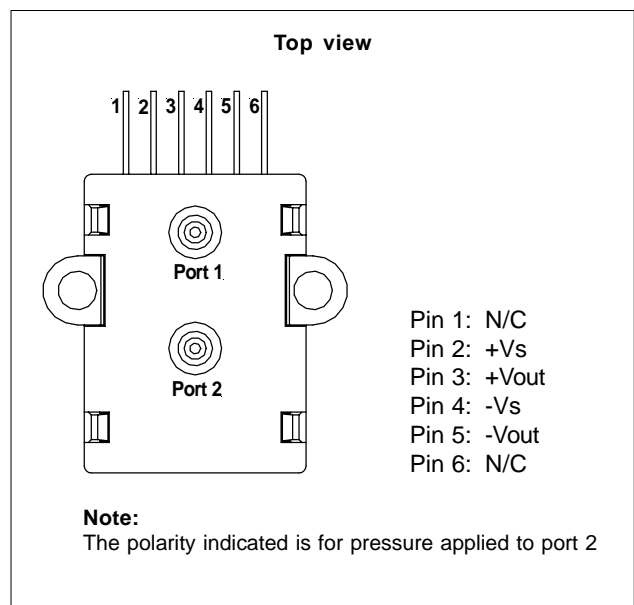 Top view
1 2 3 4 5 6
Port 1
Port 2
Pin 1: N/C
Pin 2: +Vs
Pin 3: +Vout
Pin 4: -Vs
Pin 5: -Vout
Pin 6: N/C
Note:
The polarity indicated is for pressure applied to port 2